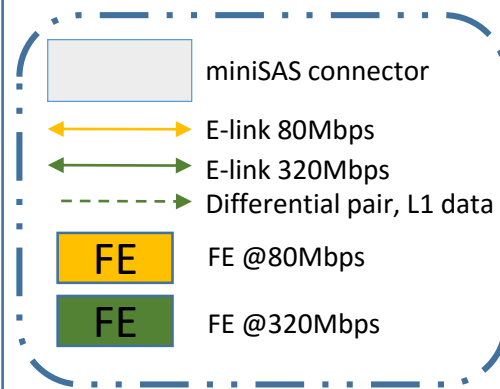 miniSAS connector
E-link 80Mbps
E-link 320Mbps
Differential pair, L1 data
FE FE @80Mbps
FE FE @320Mbps